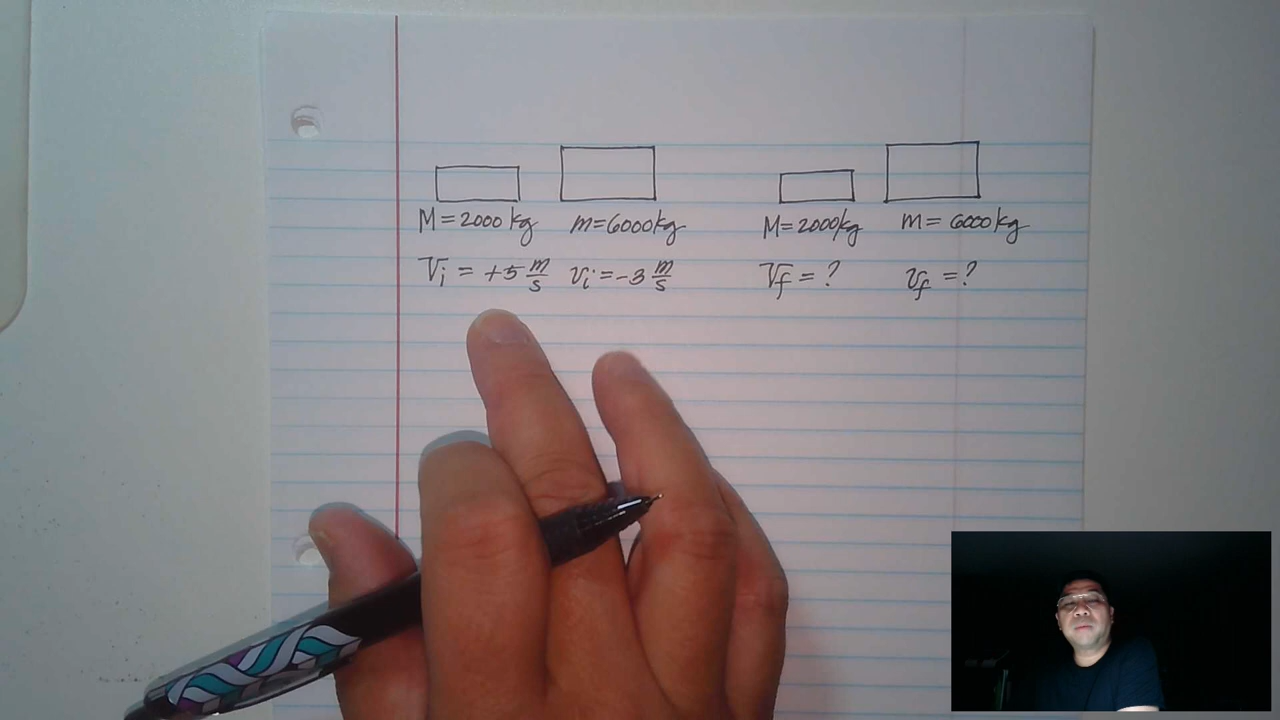 M = 2000 kg m = 6000 kg M = 2000 kg m = 6000 kg
Vi = +5 m/s vi = -3 m/s Vf = ? vf = ?